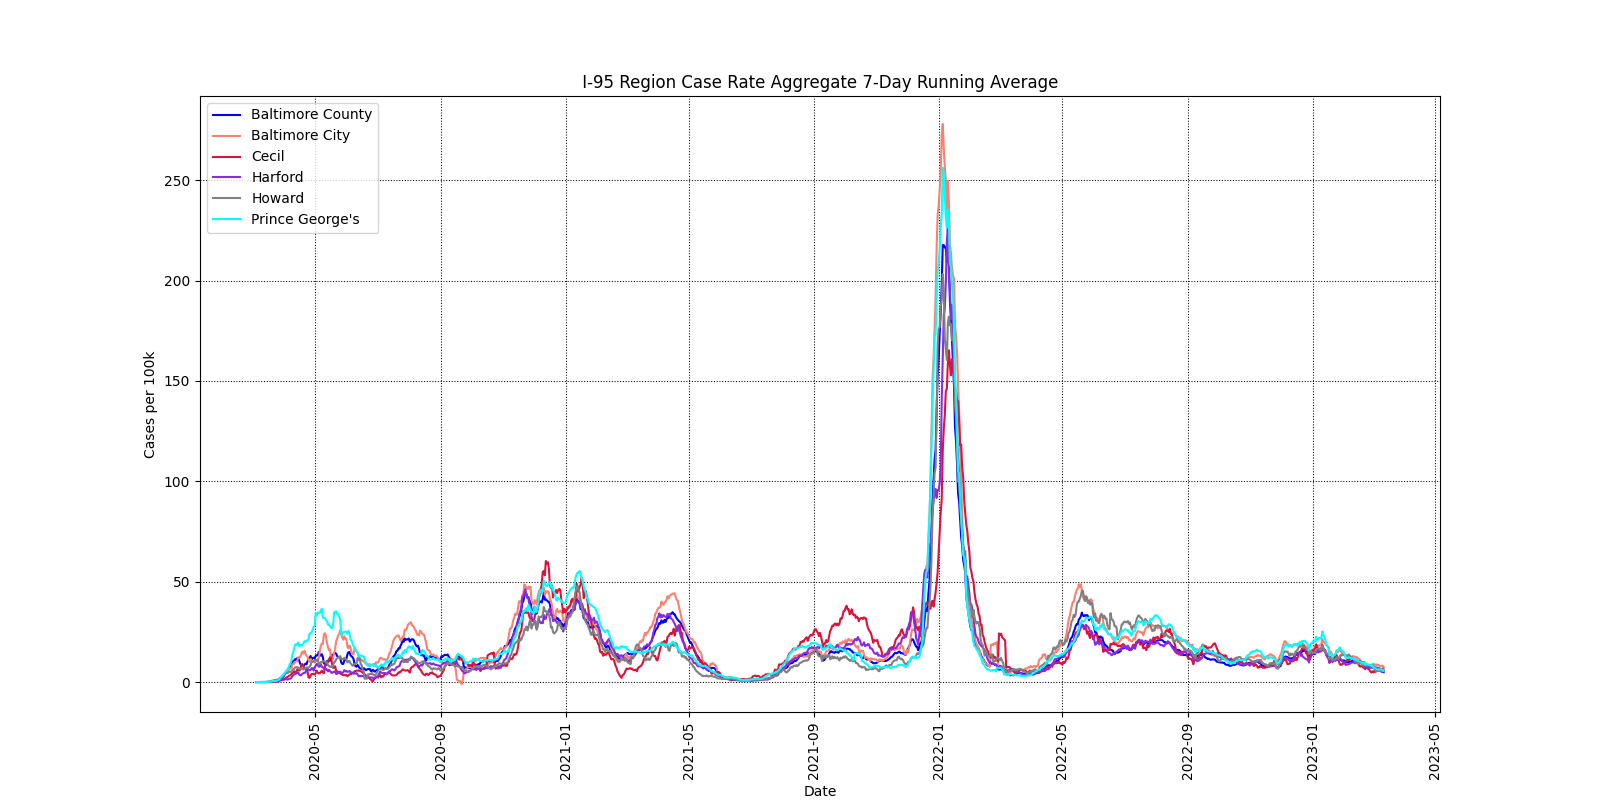 I-95 Region Case Rate Aggregate 7-Day Running Average
Baltimore County
Baltimore City
Cecil
Harford
Howard
Prince George's
Cases per 100k
250
200
150
100
50
0
2020-05
2020-09
2021-01
2021-05
2021-09
2022-01
2022-05
2022-09
2023-01
2023-05
Date